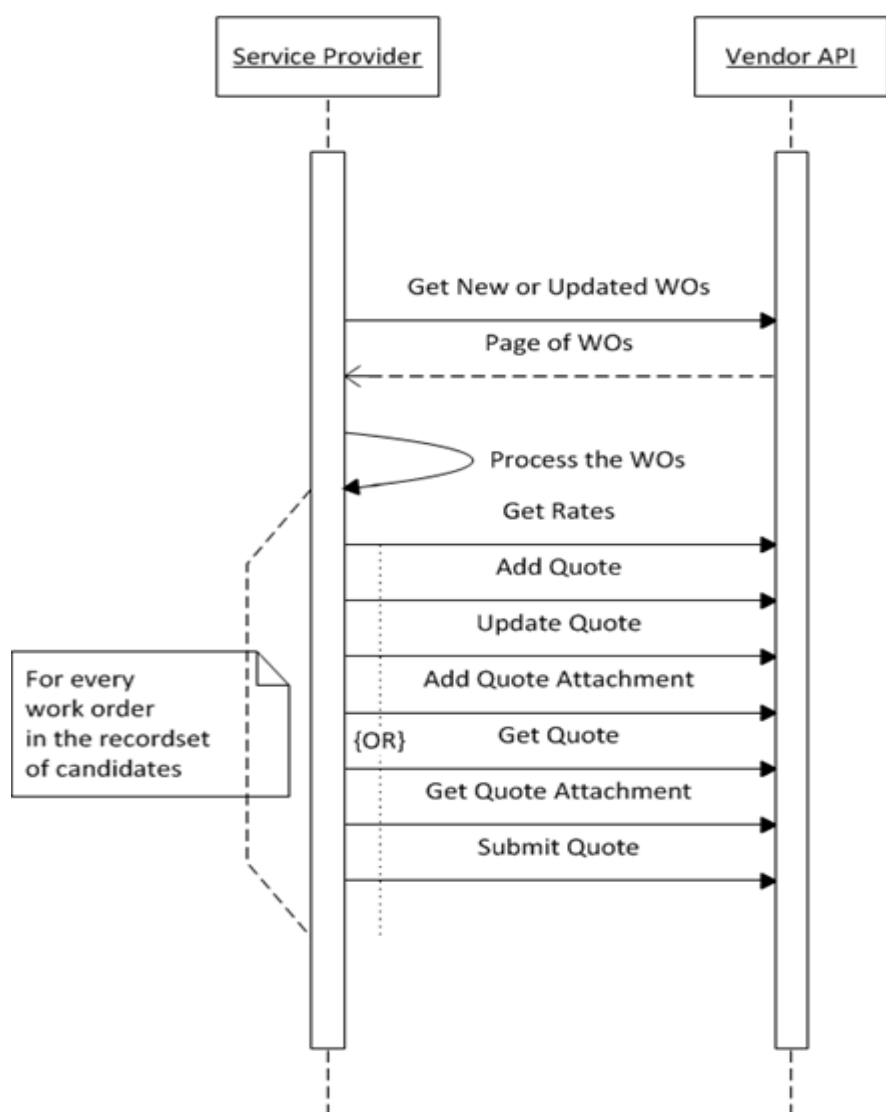 Service Provider
Vendor API
Get New or Updated WOs
Page of WOs
Process the WOs
Get Rates
Add Quote
Update Quote
Add Quote Attachment
For every
work order
in the recordset
of candidates
{OR}
Get Quote
Get Quote Attachment
Submit Quote